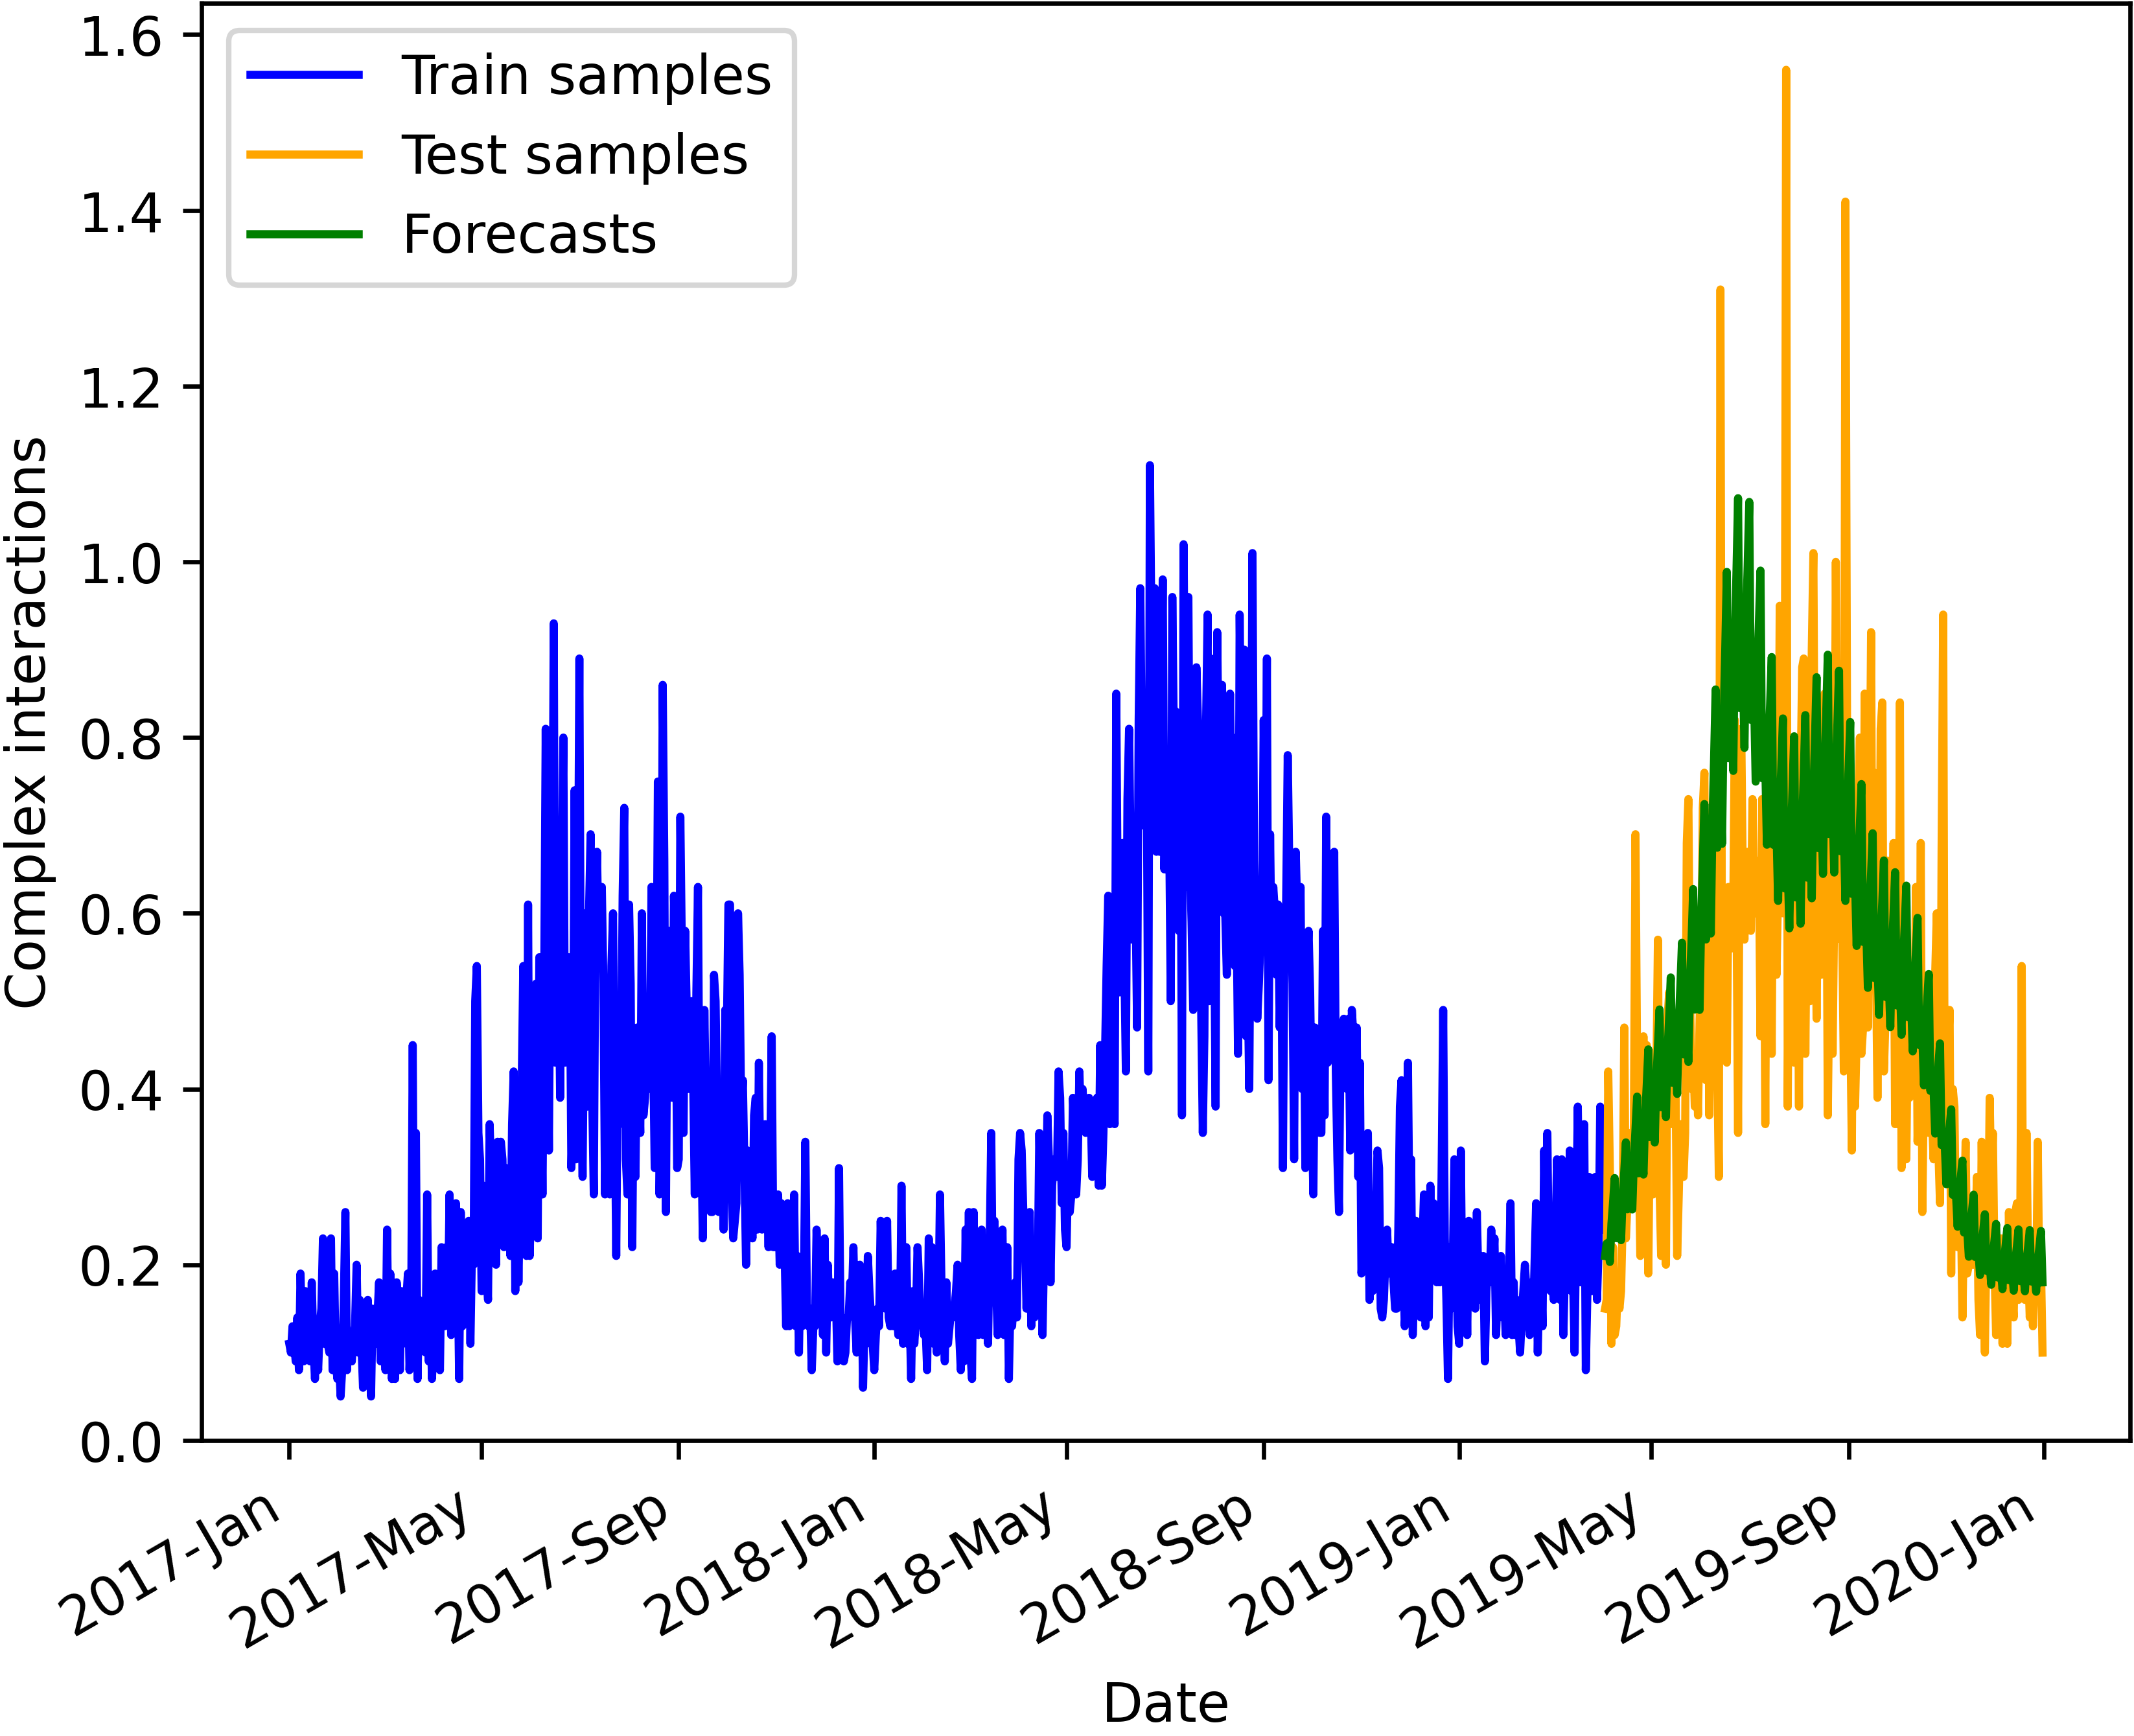 Train samples
Test samples
Forecasts
1.6
1.4
1.2
1.0
0.8
0.6
0.4
0.2
0.0
Complex interactions
2017-Jan
2017-May
2017-Sep
2018-Jan
2018-May
2018-Sep
2019-Jan
2019-May
2019-Sep
2020-Jan
Date